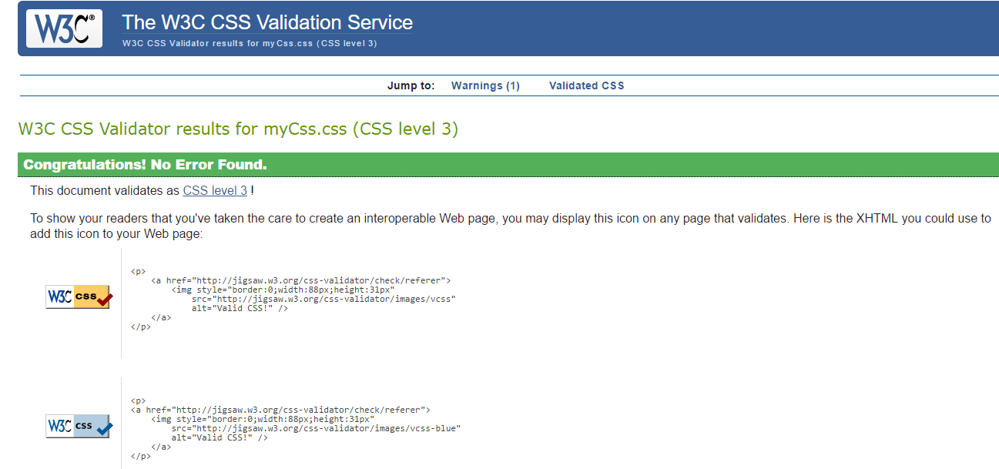 W3C®
The W3C CSS Validation Service
W3C CSS Validator results for myCss.css (CSS level 3)
Jump to: Warnings (1) Validated CSS
W3C CSS Validator results for myCss.css (CSS level 3)
Congratulations! No Error Found.
This document validates as CSS level 3 !
To show your readers that you've taken the care to create an interoperable Web page, you may display this icon on any page that validates. Here is the XHTML you could use to
add this icon to your Web page:
W3C css
<p>
<a href="http://jigsaw.w3.org/css-validator/check/referer">
<img style="border:0;width:88px;height:31px"
src="http://jigsaw.w3.org/css-validator/images/vcss"
alt="Valid CSS!" />
</a>
</p>
W3C css
<p>
<a href="http://jigsaw.w3.org/css-validator/check/referer">
<img style="border:0;width:88px;height:31px"
src="http://jigsaw.w3.org/css-validator/images/vcss-blue"
alt="Valid CSS!" />
</a>
</p>